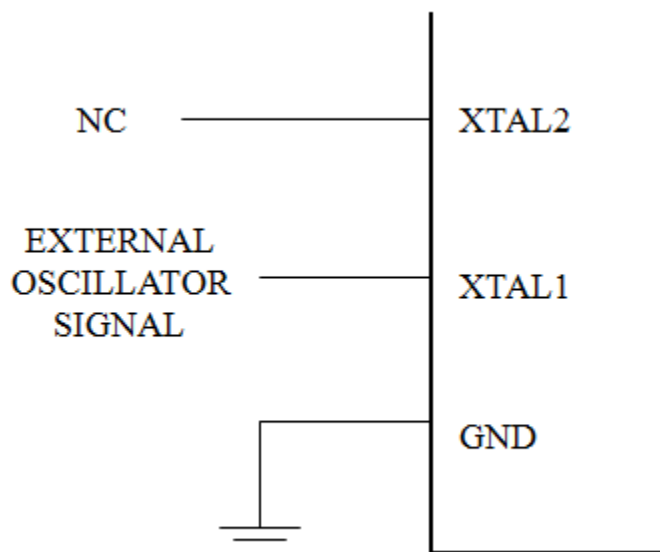 NC
XTAL2
EXTERNAL
OSCILLATOR
SIGNAL
XTAL1
GND